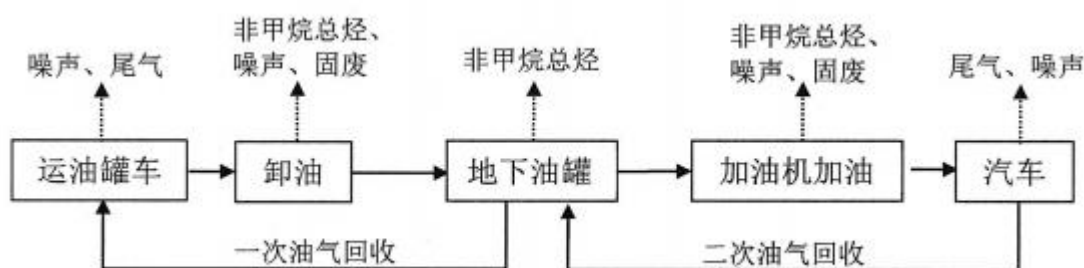 非甲烷总烃、
噪声、固废
非甲烷总烃、
噪声、固废
噪声、尾气
非甲烷总烃
尾气、噪声
运油罐车
卸油
地下油罐
加油机加油
汽车
一次油气回收
二次油气回收